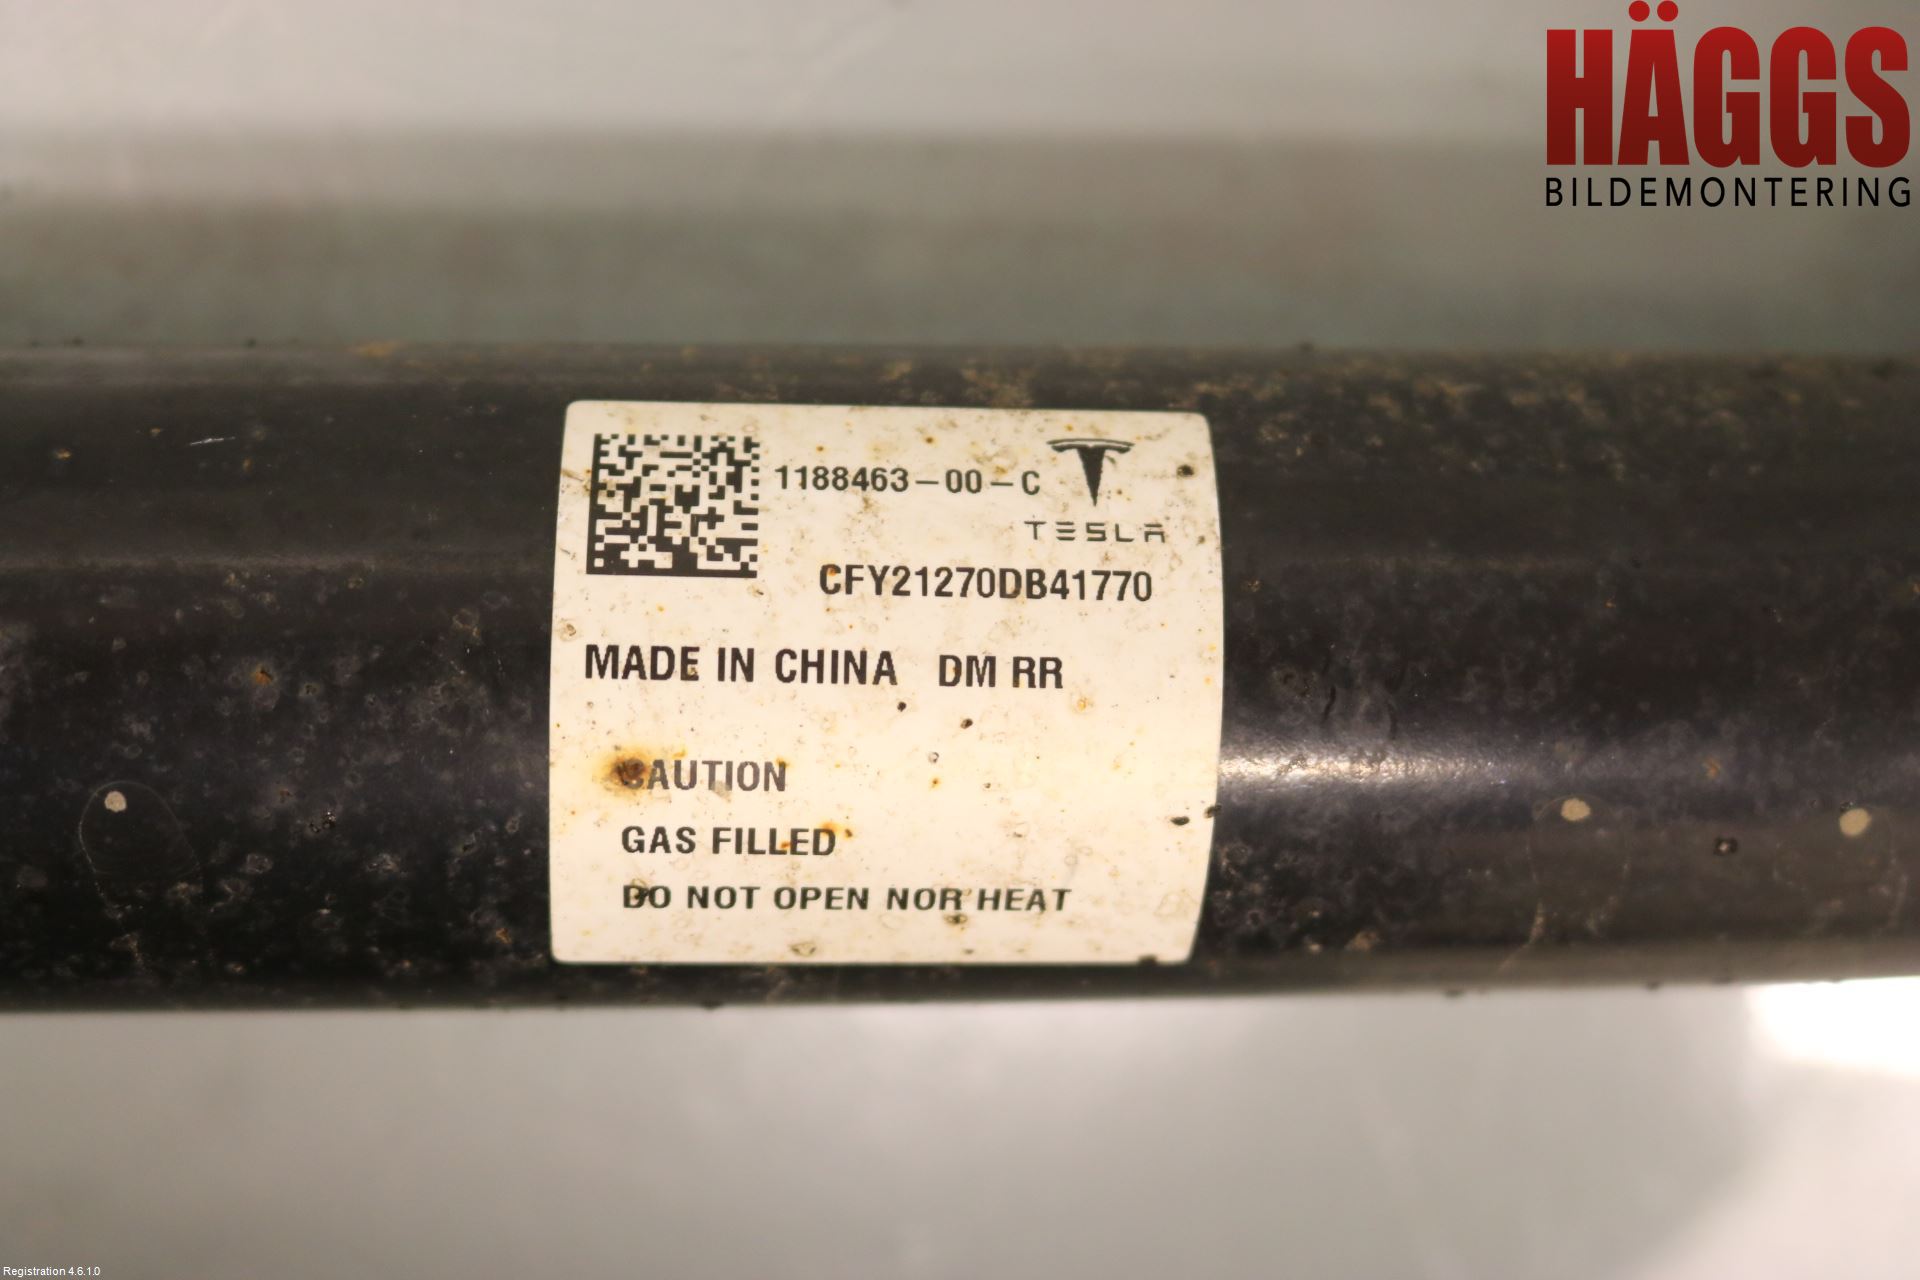 HÄGGS
BILDEMONTERING
1188463-00-C
TESLA
CFY21270DB41770
MADE IN CHINA DM RR
CAUTION
GAS FILLED
DO NOT OPEN NOR HEAT
Registration 4.6.1.0